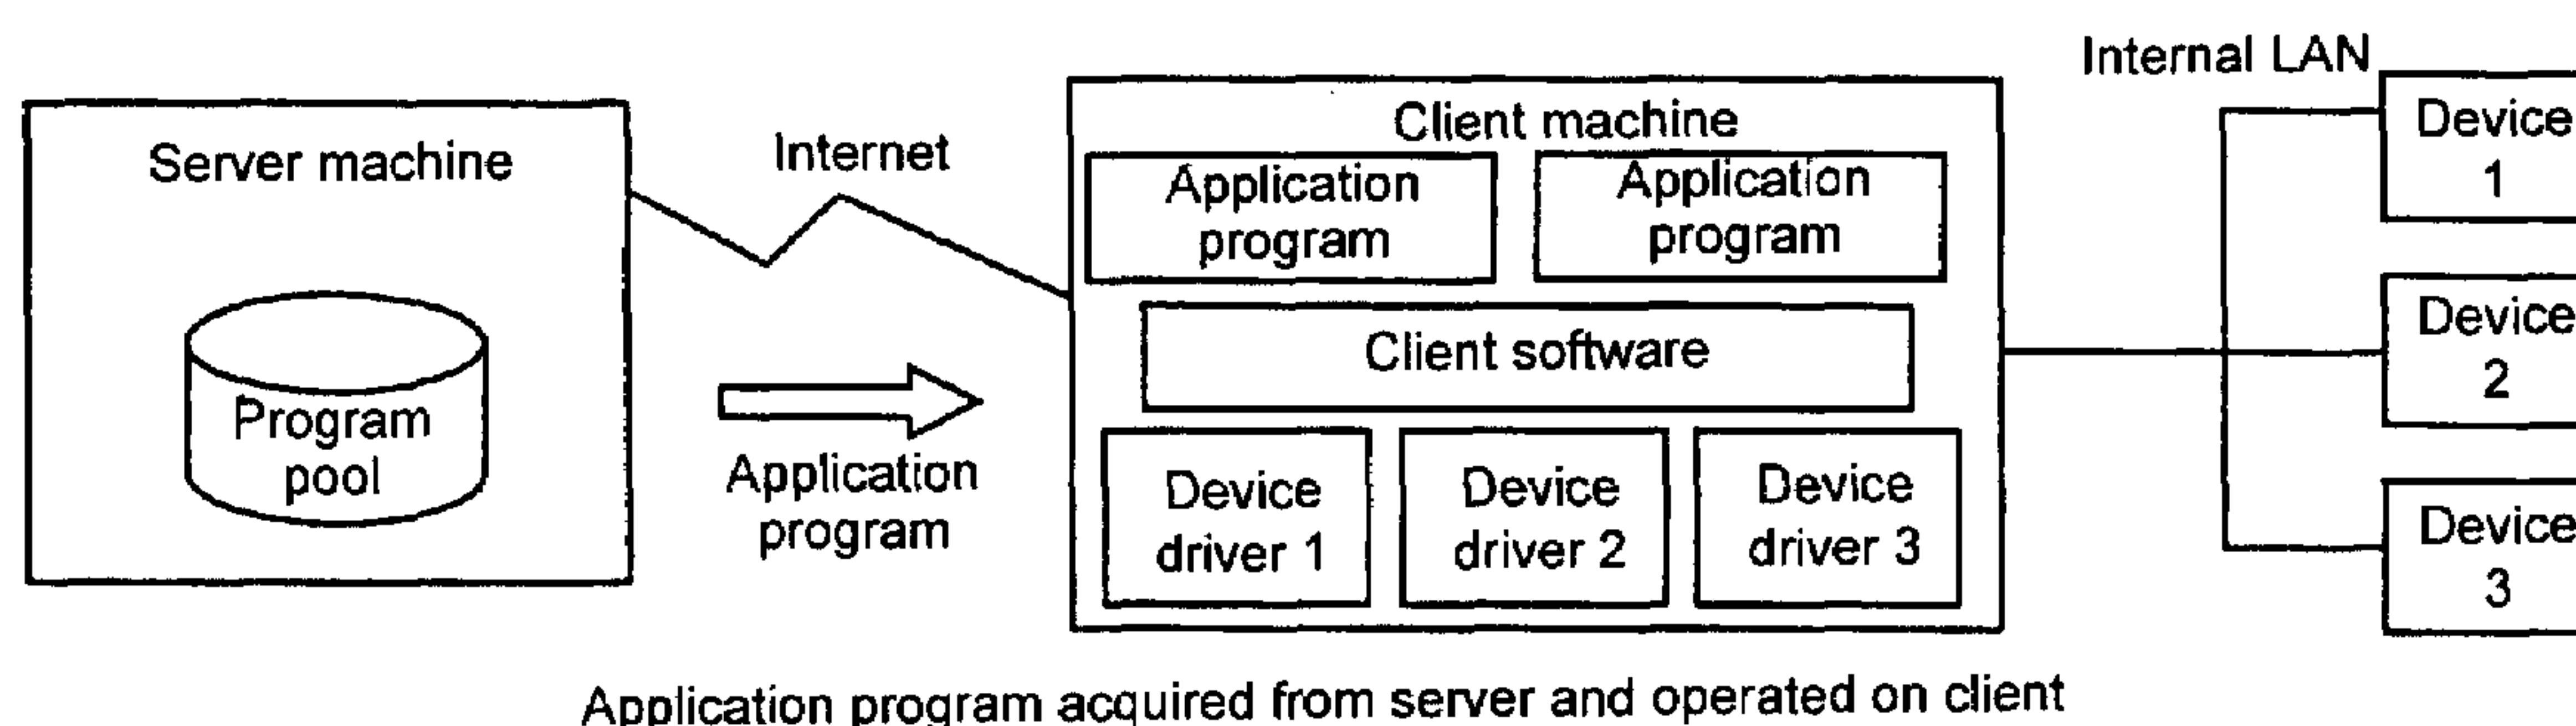 Internal LAN
Server machine
Internet
Client machine
Application
program
Application
program
Client software
Program
pool
Application
program
Device
driver 1
Device
driver 2
Device
driver 3
Device
1
Device
2
Device
3
Application program acquired from server and operated on client